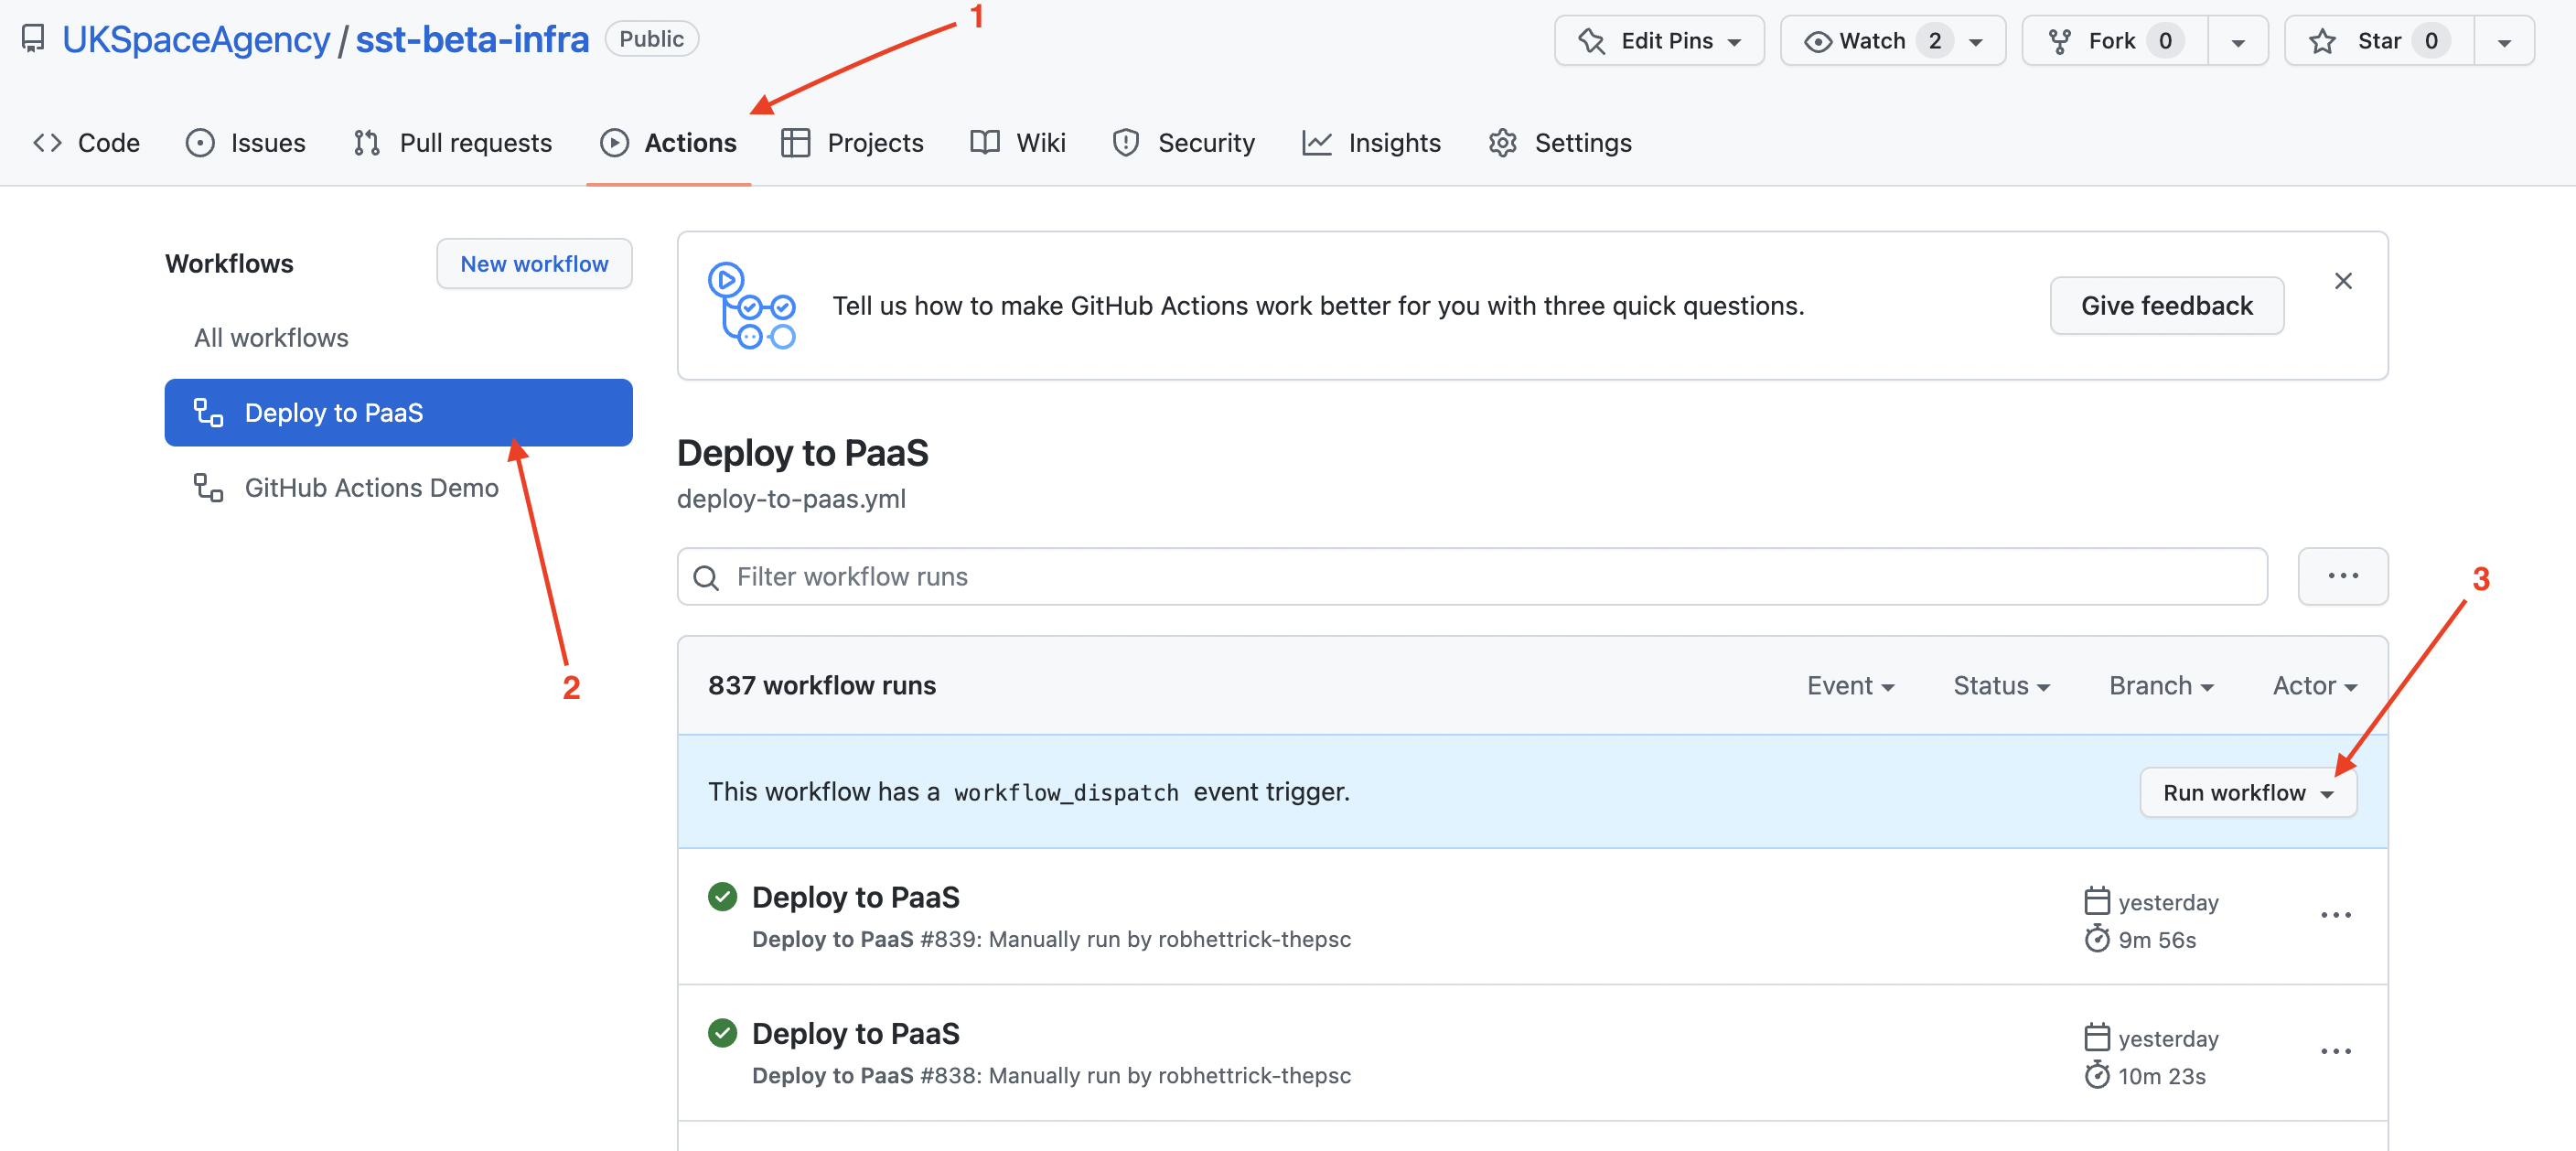 UKSpaceAgency / sst-beta-infra Public
1
Edit Pins
Watch 2
Fork 0
Star 0
Code
Issues
Pull requests
Actions
Projects
Wiki
Security
Insights
Settings
Workflows
New workflow
All workflows
Deploy to PaaS
GitHub Actions Demo
2
Tell us how to make GitHub Actions work better for you with three quick questions.
Give feedback
Deploy to PaaS
deploy-to-paas.yml
Filter workflow runs
3
837 workflow runs
Event
Status
Branch
Actor
This workflow has a workflow_dispatch event trigger.
Run workflow
Deploy to PaaS
Deploy to PaaS #839: Manually run by robhettrick-thepsc
yesterday
9m 56s
Deploy to PaaS
Deploy to PaaS #838: Manually run by robhettrick-thepsc
yesterday
10m 23s